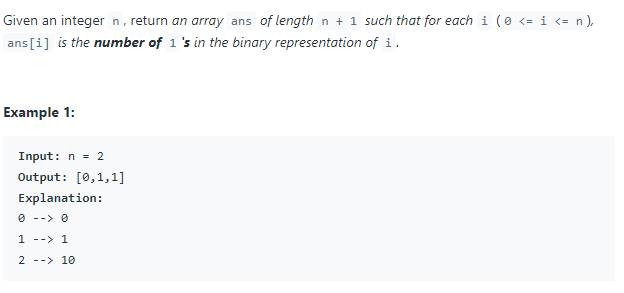 Given an integer n, return an array ans of length n + 1 such that for each i (0 <= i <= n),
ans[i] is the number of 1 's in the binary representation of i.
Example 1:
Input: n = 2
Output: [0,1,1]
Explanation:
0 --> 0
1 --> 1
2 --> 10